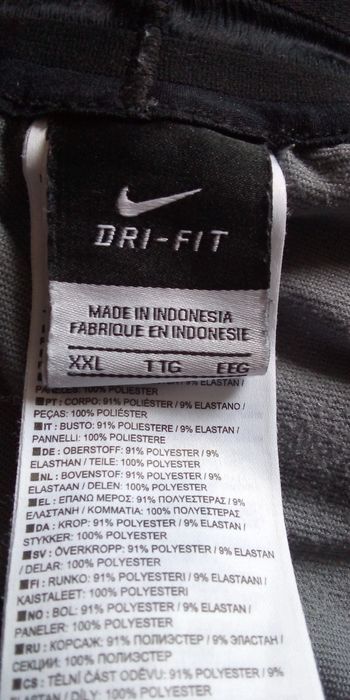 DRI-FIT
MADE IN INDONESIA
FABRIQUE EN INDONESIE
XXL TTG EEG
PANELES: 100% POLIESTER
■PT: CORPO: 91% POLIÉSTER / 9% ELASTANO /
PEÇAS: 100% POLIÉSTER
■IT: BUSTO: 91% POLIESTERE / 9% ELASTAN /
PANNELLI: 100% POLIESTERE
■DE: OBERSTOFF: 91% POLYESTER / 9%
ELASTHAN / TEILE: 100% POLYESTER
■NL: BOVENSTOF: 91% POLYESTER / 9%
ELASTAAN / DELEN: 100% POLYESTER
■EL: ΕΠΑΝΩ ΜΕΡΟΣ: 91% ΠΟΛΥΕΣΤΕΡΑΣ / 9%
ΕΛΑΣΤΑΝΗ / ΚΟΜΜΑΤΙΑ: 100% ΠΟΛΥΕΣΤΕΡΑΣ
■DA: KROP: 91% POLYESTER / 9% ELASTAN /
STYKKER: 100% POLYESTER
■SV: ÖVERKROPP: 91% POLYESTER / 9% ELASTAN
/ DELAR: 100% POLYESTER
■FI: RUNKO: 91% POLYESTERI / 9% ELASTAANI /
KAISTALEET: 100% POLYESTERI
■NO: BOL: 91% POLYESTER / 9% ELASTAN /
PANELER: 100% POLYESTER
■RU: КОРСАЖ: 91% ПОЛИЭСТЕР / 9% ЭЛАСТАН /
СЕКЦИИ: 100% ПОЛИЭСТЕР
■CS: TĚLNÍ ČÁST ODĚVU: 91% POLYESTER / 9%
ELASTAN / DÍLY: 100% POLYESTER